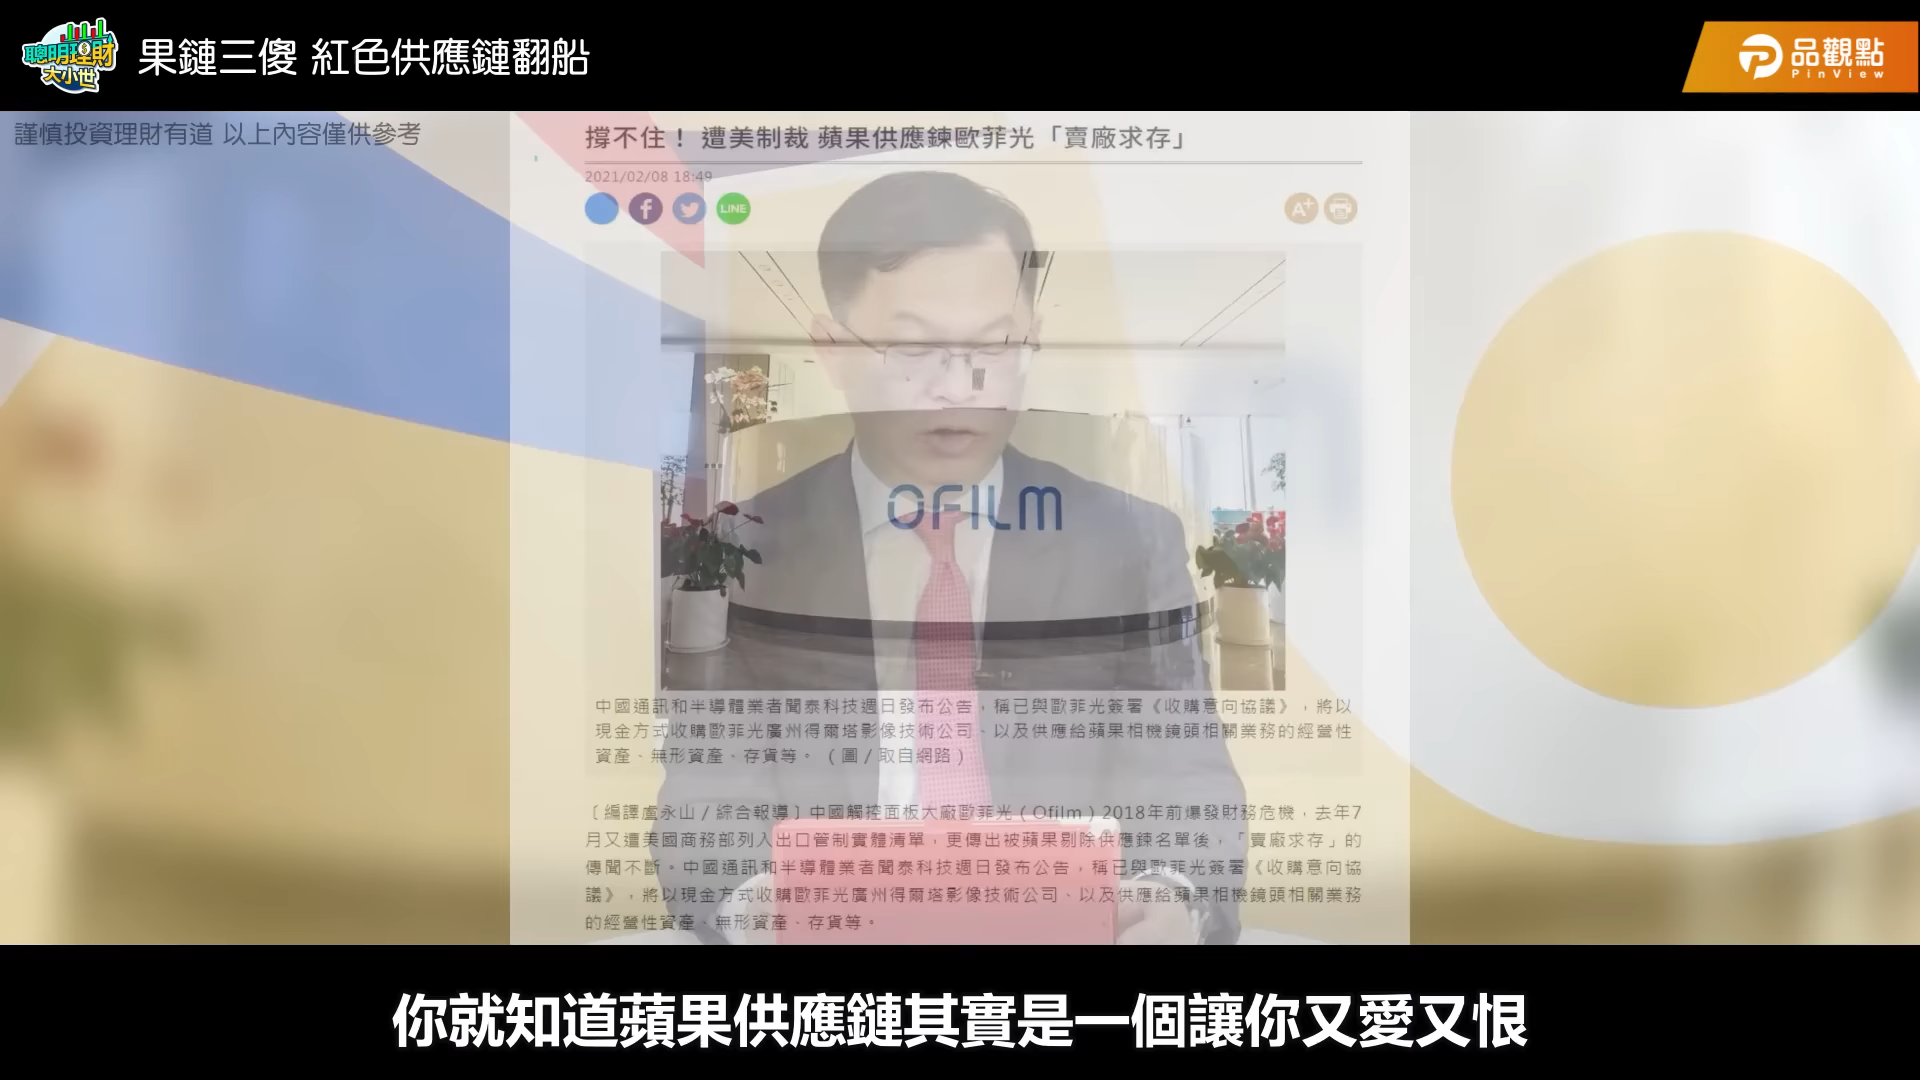 聰明理財
大小世
果鏈三傻 紅色供應鏈翻船
品觀點
PinView
謹慎投資理財有道 以上內容僅供參考
撐不住！ 遭美制裁 蘋果供應鍊歐菲光「賣廠求存」
2021/02/08 18:49
f
LINE
A+
OFILM
中國通訊和半導體業者聞泰科技週日發布公告，稱已與歐菲光簽署《收購意向協議》，將以
現金方式收購歐菲光廣州得爾塔影像技術公司、以及供應給蘋果相機鏡頭相關業務的經營性
資產、無形資產、存貨等。（圖／取自網路）
〔編譯盧永山／綜合報導〕中國觸控面板大廠歐菲光（Ofilm）2018年前爆發財務危機，去年7
月又遭美國商務部列入出口管制實體清單，更傳出被蘋果剔除供應鍊名單後，「賣廠求存」的
傳聞不斷。中國通訊和半導體業者聞泰科技週日發布公告，稱已與歐菲光簽署《收購意向協
議》，將以現金方式收購歐菲光廣州得爾塔影像技術公司、以及供應給蘋果相機鏡頭相關業務
的經營性資產、無形資產、存貨等。
你就知道蘋果供應鏈其實是一個讓你又愛又恨